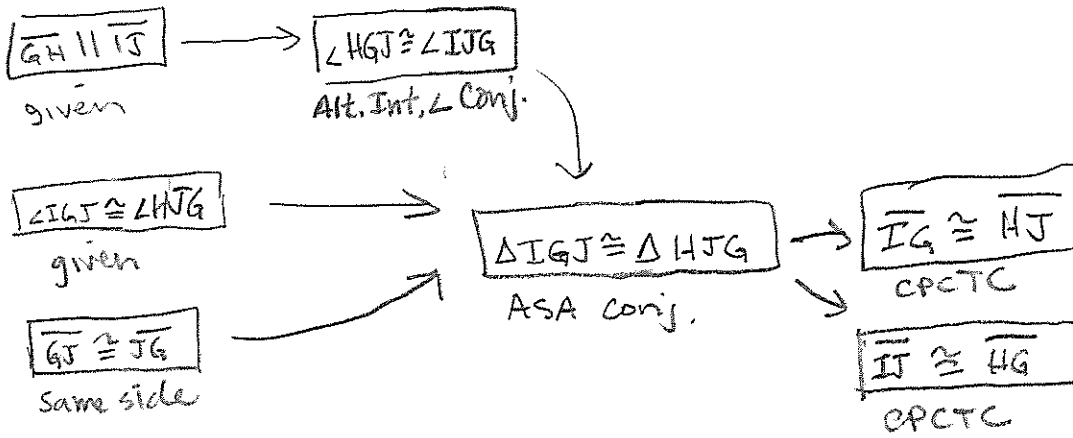 GH || IJ
given
∠HGJ ≅ ∠IJG
Alt. Int. ∠ Conj.
∠IGJ ≅ ∠HJG
given
GJ ≅ JG
Same side
ΔIGJ ≅ ΔHJG
ASA conj.
IG ≅ HJ
CPCTC
IJ ≅ HG
CPCTC